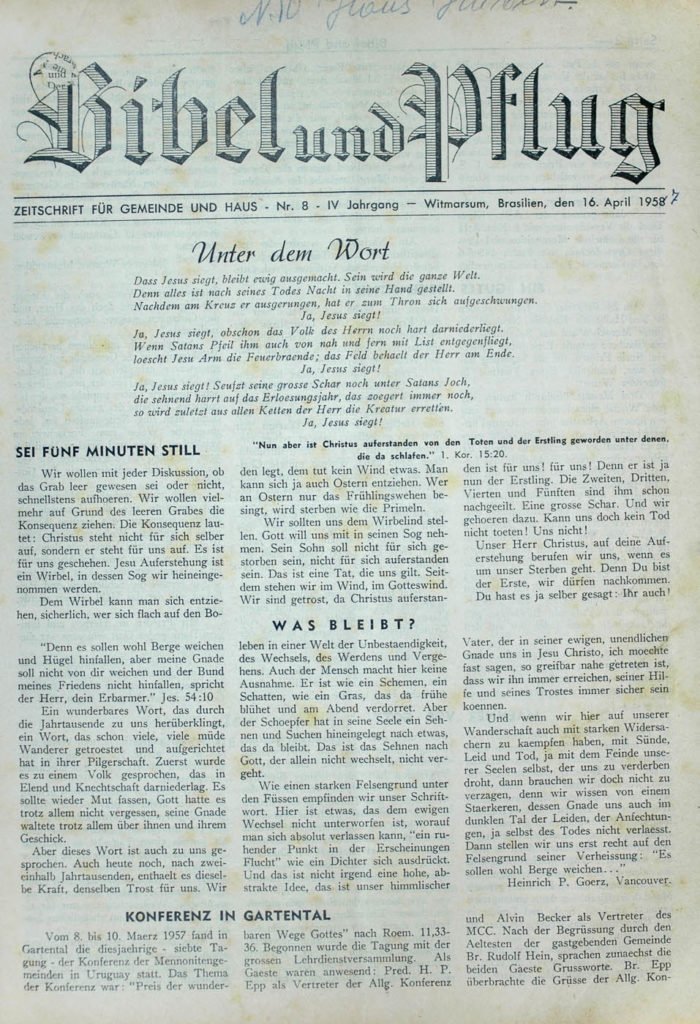 N. 10 Hans
und
Bibel und Pflug
ZEITSCHRIFT FÜR GEMEINDE UND HAUS - Nr. 8 - IV Jahrgang — Witmarsum, Brasilien, den 16. April 1958 7
Unter dem Wort
Dass Jesus siegt, bleibt ewig ausgemacht. Sein wird die ganze Welt.
Denn alles ist nach seines Todes Nacht in seine Hand gestellt.
Nachdem am Kreuz er ausgerungen, hat er zum Thron sich aufgeschwungen.
Ja, Jesus siegt!
Ja, Jesus siegt, obschon das Volk des Herrn noch hart darniederliegt.
Wenn Satans Pfeil ihm auch von nah und fern mit List entgegenfliegt,
loescht Jesu Arm die Feuerbraende; das Feld behaelt der Herr am Ende.
Ja, Jesus siegt!
Ja, Jesus siegt! Seufzt seine grosse Schar noch unter Satans Joch,
die sehnend harrt auf das Erloesungsjahr, das zoegert immer noch,
so wird zuletzt aus allen Ketten der Herr die Kreatur erretten.
Ja, Jesus siegt!
SEI FÜNF MINUTEN STILL
"Nun aber ist Christus auferstanden von den Toten und der Erstling geworden unter denen,
die da schlafen." 1. Kor. 15:20.
Wir wollen mit jeder Diskussion, ob
das Grab leer gewesen sei oder nicht,
schnellstens aufhoeren. Wir wollen viel-
mehr auf Grund des leeren Grabes die
Konsequenz ziehen. Die Konsequenz lau-
tet: Christus steht nicht für sich selber
auf, sondern er steht für uns auf. Es ist
für uns geschehen. Jesu Auferstehung ist
ein Wirbel, in dessen Sog wir heineinge-
nommen werden.
Dem Wirbel kann man sich entzie-
hen, sicherlich, wer sich flach auf den Bo-
den legt, dem tut kein Wind etwas. Man
kann sich ja auch Ostern entziehen. Wer
an Ostern nur das Frühlingswehen be-
singt, wird sterben wie die Primeln.
Wir sollten uns dem Wirbelind stel-
len. Gott will uns mit in seinen Sog neh-
men. Sein Sohn soll nicht für sich ge-
storben sein, nicht für sich auferstanden
sein. Das ist eine Tat, die uns gilt. Seit-
dem stehen wir im Wind, im Gotteswind.
Wir sind getrost, da Christus auferstan-
den ist für uns! für uns! Denn er ist ja
nun der Erstling. Die Zweiten, Dritten,
Vierten und Fünften sind ihm schon
nachgeeilt. Eine grosse Schar. Und wir
gehoeren dazu. Kann uns doch kein Tod
nicht toeten! Uns nicht!
Unser Herr Christus, auf deine Auf-
erstehung berufen wir uns, wenn es
um unser Sterben geht. Denn Du bist
der Erste, wir dürfen nachkommen.
Du hast es ja selber gesagt: Ihr auch!
WAS BLEIBT?
"Denn es sollen wohl Berge weichen
und Hügel hinfallen, aber meine Gnade
soll nicht von dir weichen und der Bund
meines Friedens nicht hinfallen, spricht
der Herr, dein Erbarmer." Jes. 54:10
Ein wunderbares Wort, das durch
die Jahrtausende zu uns herüberklingt,
ein Wort, das schon viele, viele müde
Wanderer getroestet und aufgerichtet
hat in ihrer Pilgerschaft. Zuerst wurde
es zu einem Volk gesprochen, das in
Elend und Knechtschaft darniederlag. Es
sollte wieder Mut fassen, Gott hatte es
trotz allem nicht vergessen, seine Gnade
waltete trotz allem über ihnen und ihrem
Geschick.
Aber dieses Wort ist auch zu uns ge-
sprochen. Auch heute noch, nach zwei-
einhalb Jahrtausenden, enthaelt es diesel-
be Kraft, denselben Trost für uns. Wir
leben in einer Welt der Unbestaendigkeit,
des Wechsels, des Werdens und Verge-
hens. Auch der Mensch macht hier keine
Ausnahme. Er ist wie ein Schemen, ein
Schatten, wie ein Gras, das da frühe
blühet und am Abend verdorret. Aber
der Schoepfer hat in seine Seele ein Seh-
nen und Suchen hineingelegt nach etwas,
das da bleibt. Das ist das Sehnen nach
Gott, der allein nicht wechselt, nicht ver-
geht.
Wie einen starken Felsengrund unter
den Füssen empfinden wir unser Schrift-
wort. Hier ist etwas, das dem ewigen
Wechsel nicht unterworfen ist, worauf
man sich absolut verlassen kann, "ein ru-
hender Punkt in der Erscheinungen
Flucht" wie ein Dichter sich ausdrückt.
Und das ist nicht irgend eine hohe, ab-
strakte Idee, das ist unser himmlischer
Vater, der in seiner ewigen, unendlichen
Gnade uns in Jesu Christo, ich moechte
fast sagen, so greifbar nahe getreten ist,
dass wir ihn immer erreichen, seiner Hil-
fe und seines Trostes immer sicher sein
koennen.
Und wenn wir hier auf unserer
Wanderschaft auch mit starken Widersa-
chern zu kaempfen haben, mit Sünde,
Leid und Tod, ja mit dem Feinde unse-
rer Seelen selbst, der uns zu verderben
droht, dann brauchen wir doch nicht zu
verzagen, denn wir wissen von einem
Staerkeren, dessen Gnade uns auch im
dunklen Tal der Leiden, der Anfechtun-
gen, ja selbst des Todes nicht verlaesst.
Dann stellen wir uns erst recht auf den
Felsengrund seiner Verheissung: "Es
sollen wohl Berge weichen..."
Heinrich P. Goerz, Vancouver.
KONFERENZ IN GARTENTAL
Vom 8. bis 10. Maerz 1957 fand in
Gartental die diesjaehrige - siebte Ta-
gung - der Konferenz der Mennonitenge-
meinden in Uruguay statt. Das Thema
der Konferenz war: "Preis der wunder-
baren Wege Gottes" nach Roem. 11,33-
36. Begonnen wurde die Tagung mit der
grossen Lehrdienstversammlung. Als
Gaeste waren anwesend: Pred. H. P.
Epp als Vertreter der Allg. Konferenz
und Alvin Becker als Vertreter des
MCC. Nach der Begrüssung durch den
Aeltesten der gastgebenden Gemeinde
Br. Rudolf Hein, sprachen zunaechst die
beiden Gaeste Grussworte. Br. Epp
überbrachte die Grüsse der Allg. Kon-